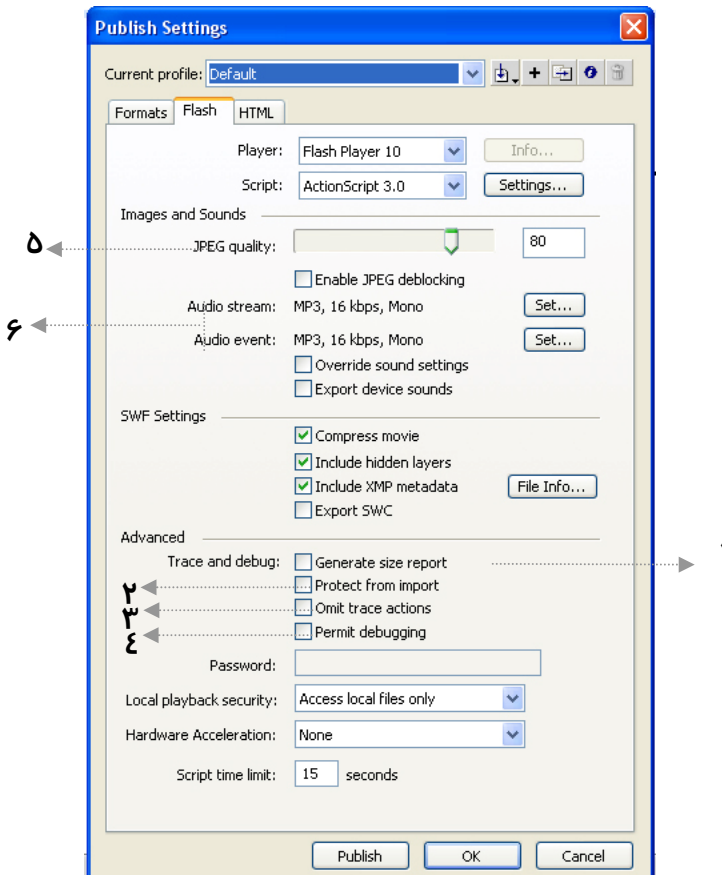 Publish Settings
Current profile: Default
Formats Flash HTML
Player: Flash Player 10 Info...
Script: ActionScript 3.0 Settings...
Images and Sounds
۵ JPEG quality: 80
Enable JPEG deblocking
Audio stream: MP3, 16 kbps, Mono Set...
۶
Audio event: MP3, 16 kbps, Mono Set...
Override sound settings
Export device sounds
SWF Settings
Compress movie
Include hidden layers
Include XMP metadata File Info...
Export SWC
Advanced
Trace and debug: Generate size report
۲ Protect from import
۳ Omit trace actions
٤ Permit debugging
Password:
Local playback security: Access local files only
Hardware Acceleration: None
Script time limit: 15 seconds
Publish OK Cancel